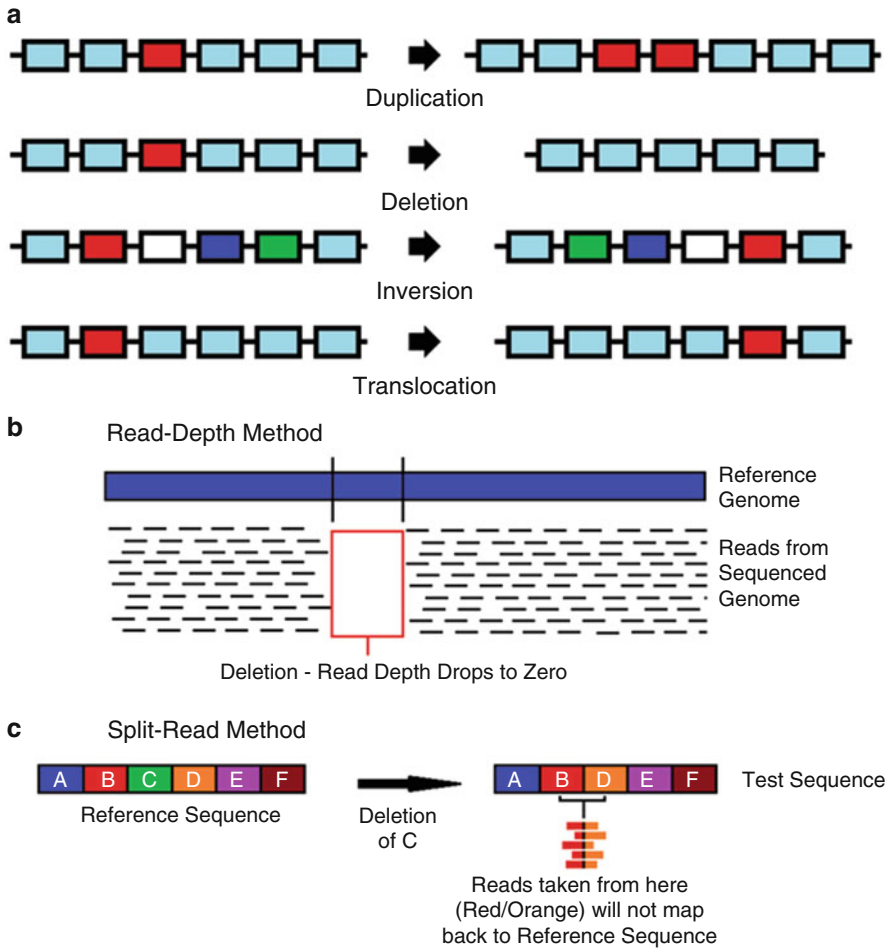 a
Duplication
Deletion
Inversion
Translocation
b
Read-Depth Method
Reference
Genome
Reads from
Sequenced
Genome
Deletion - Read Depth Drops to Zero
c
Split-Read Method
A B C D E F
Reference Sequence
Deletion
of C
A B D E F
Test Sequence
Reads taken from here
(Red/Orange) will not map
back to Reference Sequence